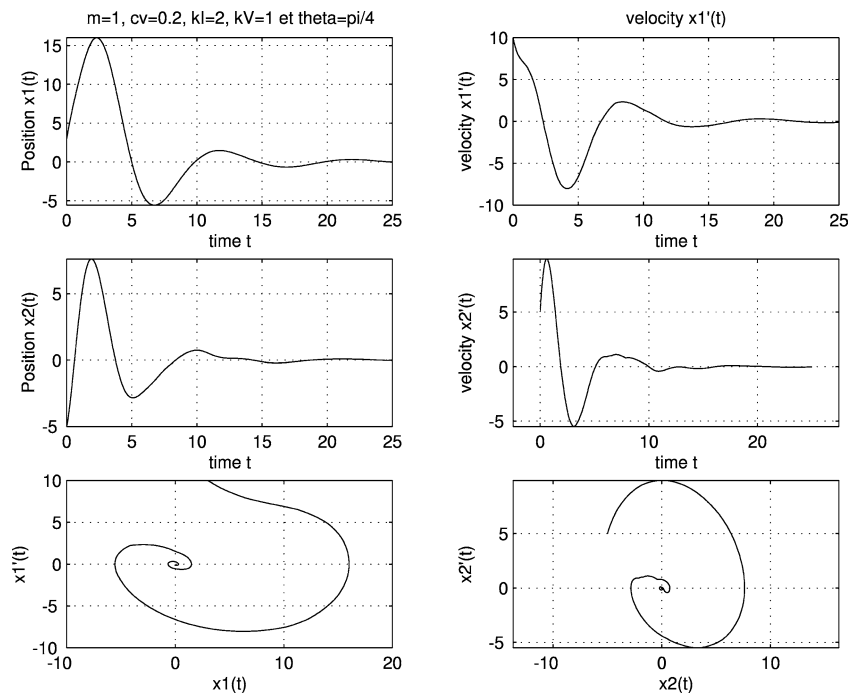 m=1, cv=0.2, kl=2, kV=1 et theta=pi/4
Position x1(t)
15
10
5
0
-5
0 5 10 15 20 25
time t
velocity x1'(t)
velocity x1'(t)
10
5
0
-5
-10
0 5 10 15 20 25
time t
Position x2(t)
5
0
-5
0 5 10 15 20 25
time t
velocity x2'(t)
5
0
-5
0 10 20
time t
x1'(t)
10
5
0
-5
-10
-10 0 10 20
x1(t)
x2'(t)
5
0
-5
-10 0 10
x2(t)